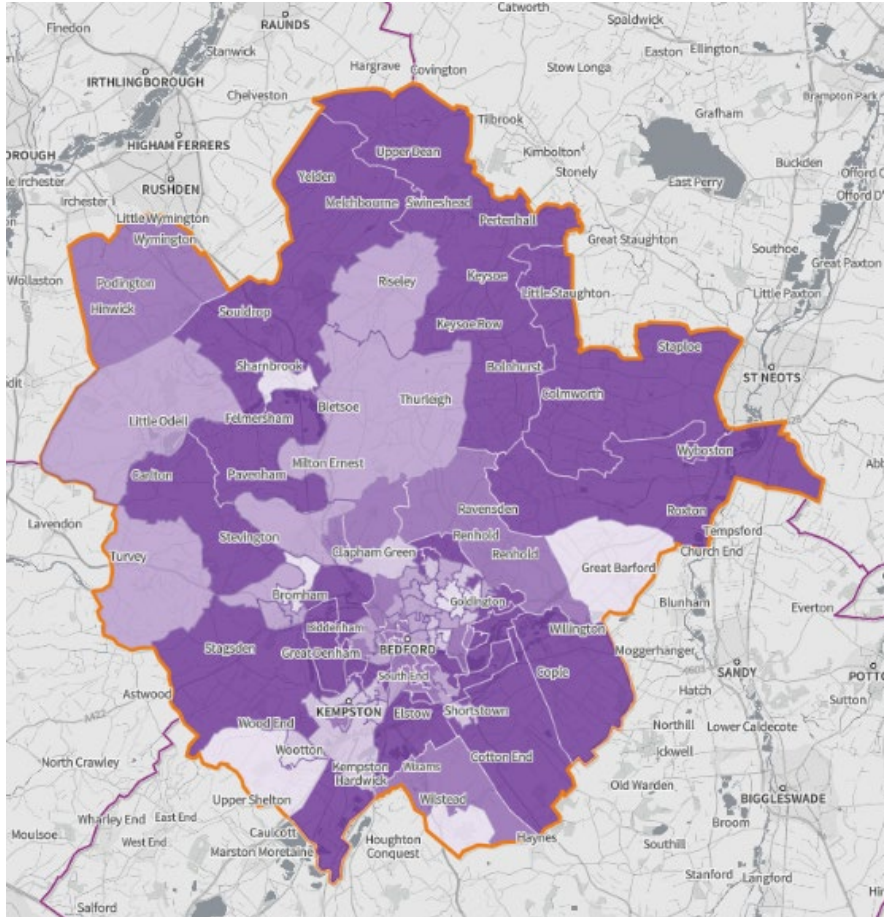 Catworth
Finedon
RAUNDS
Spaldwick
Stanwick
Easton
Ellington
Hargrave
Covington
Stow Longa
IRTHLINGBOROUGH
Chelveston
Brampton Park
Grafham
Tilbrook
HIGHAM FERRERS
Upper Dean
Kimbolton
Buckden
OROUGH
Stonely
Yelden
East Perry
RUSHDEN
Irchester
Melchbourne
Swineshead
Little Wymington
Pertenhall
Wymington
Great Staughton
Southoe
Wollaston
Great Paxton
Podington
Riseley
Keysoe
Hinwick
Little Staughton
Little Paxton
Souldrop
Keysoe Row
Staploe
Sharnbrook
Bolnhurst
ST NEOTS
Colmworth
Thurleigh
Bletsoe
Little Odell
Felmersham
Wyboston
Milton Ernest
Carlton
Pavenham
Ravensden
Roxton
Lavendon
Tempsford
Stevington
Renhold
Clapham Green
Renhold
Church End
Turvey
Great Barford
Bromham
Goldington
Blunham
Everton
Biddenham
Willington
BEDFORD
Stagsden
Great Denham
Moggerhanger
SANDY
Cople
South End
POTTO
Astwood
Hatch
Sutton
KEMPSTON
Elstow
Shortstown
Wood End
Northill
Lower Caldecote
Wootton
Cotton End
Ickwell
North Crawley
Kempston
Hardwick
Wixams
Old Warden
Upper Shelton
Wilstead
BIGGLESWADE
Wharley End
East End
Broom
Moulsoe
Caulcott
Haynes
West End
Houghton
Conquest
Southill
Marston Moretaine
Stanford
Langford
Salford